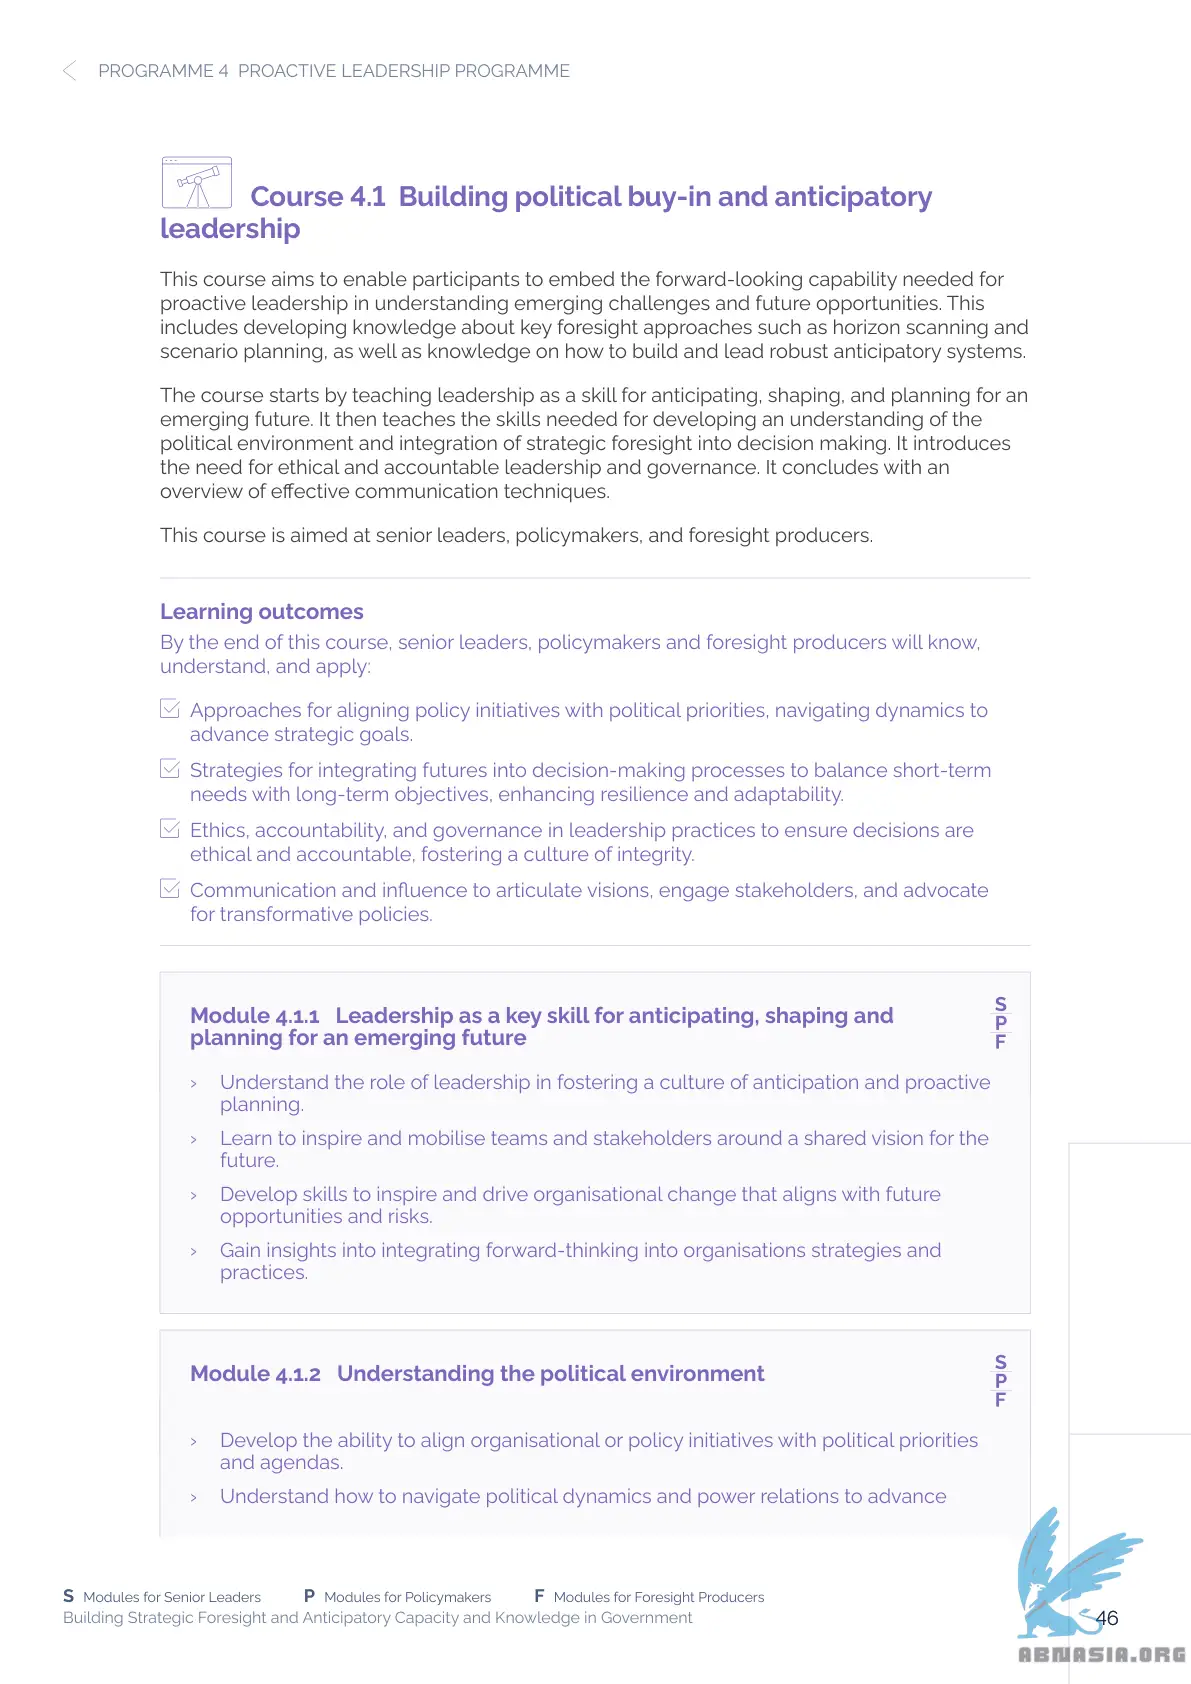 PROGRAMME 4 PROACTIVE LEADERSHIP PROGRAMME
Course 4.1 Building political buy-in and anticipatory
leadership
This course aims to enable participants to embed the forward-looking capability needed for
proactive leadership in understanding emerging challenges and future opportunities. This
includes developing knowledge about key foresight approaches such as horizon scanning and
scenario planning, as well as knowledge on how to build and lead robust anticipatory systems.
The course starts by teaching leadership as a skill for anticipating, shaping, and planning for an
emerging future. It then teaches the skills needed for developing an understanding of the
political environment and integration of strategic foresight into decision making. It introduces
the need for ethical and accountable leadership and governance. It concludes with an
overview of effective communication techniques.
This course is aimed at senior leaders, policymakers, and foresight producers.
Learning outcomes
By the end of this course, senior leaders, policymakers and foresight producers will know,
understand, and apply:
Approaches for aligning policy initiatives with political priorities, navigating dynamics to
advance strategic goals.
Strategies for integrating futures into decision-making processes to balance short-term
needs with long-term objectives, enhancing resilience and adaptability.
Ethics, accountability, and governance in leadership practices to ensure decisions are
ethical and accountable, fostering a culture of integrity.
Communication and influence to articulate visions, engage stakeholders, and advocate
for transformative policies.
Module 4.1.1 Leadership as a key skill for anticipating, shaping and
planning for an emerging future
S
P
F
› Understand the role of leadership in fostering a culture of anticipation and proactive
planning.
› Learn to inspire and mobilise teams and stakeholders around a shared vision for the
future.
› Develop skills to inspire and drive organisational change that aligns with future
opportunities and risks.
› Gain insights into integrating forward-thinking into organisations strategies and
practices.
Module 4.1.2 Understanding the political environment
S
P
F
› Develop the ability to align organisational or policy initiatives with political priorities
and agendas.
› Understand how to navigate political dynamics and power relations to advance
S Modules for Senior Leaders P Modules for Policymakers F Modules for Foresight Producers
Building Strategic Foresight and Anticipatory Capacity and Knowledge in Government
46
ABNASIA.ORG